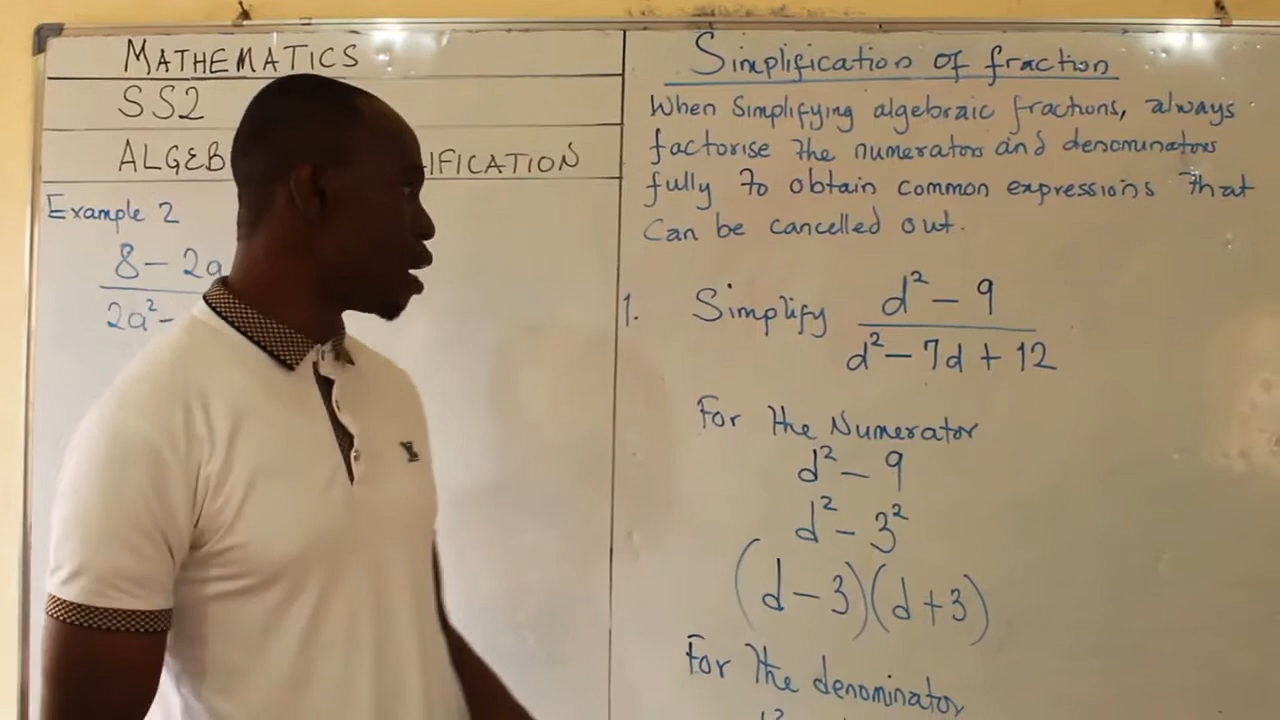 MATHEMATICS
SS2
ALGEB IFICATION
Example 2
8 - 2a
2a² -
Simplification of fraction
When Simplifying algebraic fractions, always
factorise the numerators and denominators
fully to obtain common expressions that
can be cancelled out.
1. Simplify d² - 9
d² - 7d + 12
For the Numerator
d² - 9
d² - 3²
(d - 3)(d + 3)
For the denominator